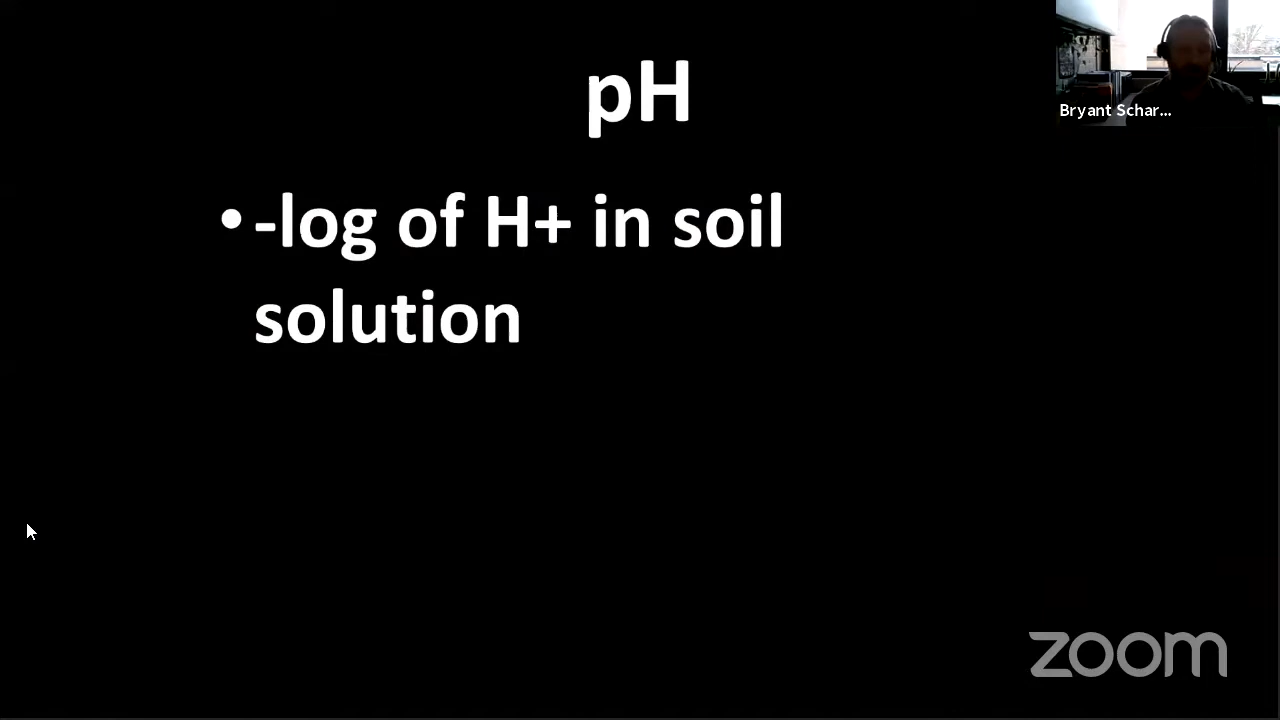 pH
Bryant Schar...
• -log of H+ in soil
solution
zoom